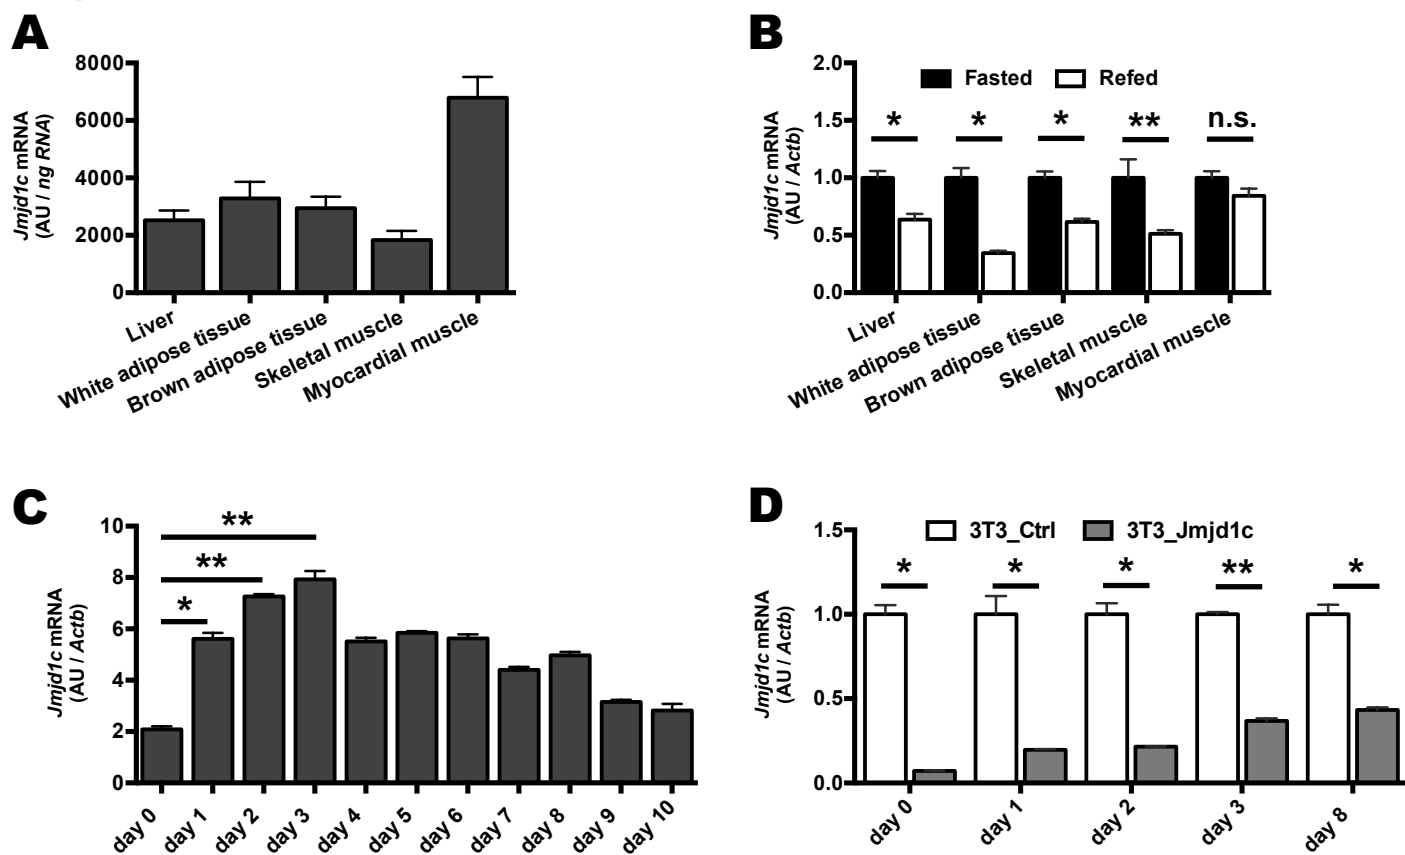 A
8000
6000
4000
2000
0
Jmjd1c mRNA
(AU / ng RNA)
Liver
White adipose tissue
Brown adipose tissue
Skeletal muscle
Myocardial muscle
B
2.0
1.5
1.0
0.5
0.0
Jmjd1c mRNA
(AU / Actb)
Fasted
Refed
*
*
*
**
n.s.
Liver
White adipose tissue
Brown adipose tissue
Skeletal muscle
Myocardial muscle
C
10
8
6
4
2
0
Jmjd1c mRNA
(AU / Actb)
**
**
*
day 0
day 1
day 2
day 3
day 4
day 5
day 6
day 7
day 8
day 9
day 10
D
1.5
1.0
0.5
0.0
Jmjd1c mRNA
(AU / Actb)
3T3_Ctrl
3T3_Jmjd1c
*
*
*
**
*
day 0
day 1
day 2
day 3
day 8